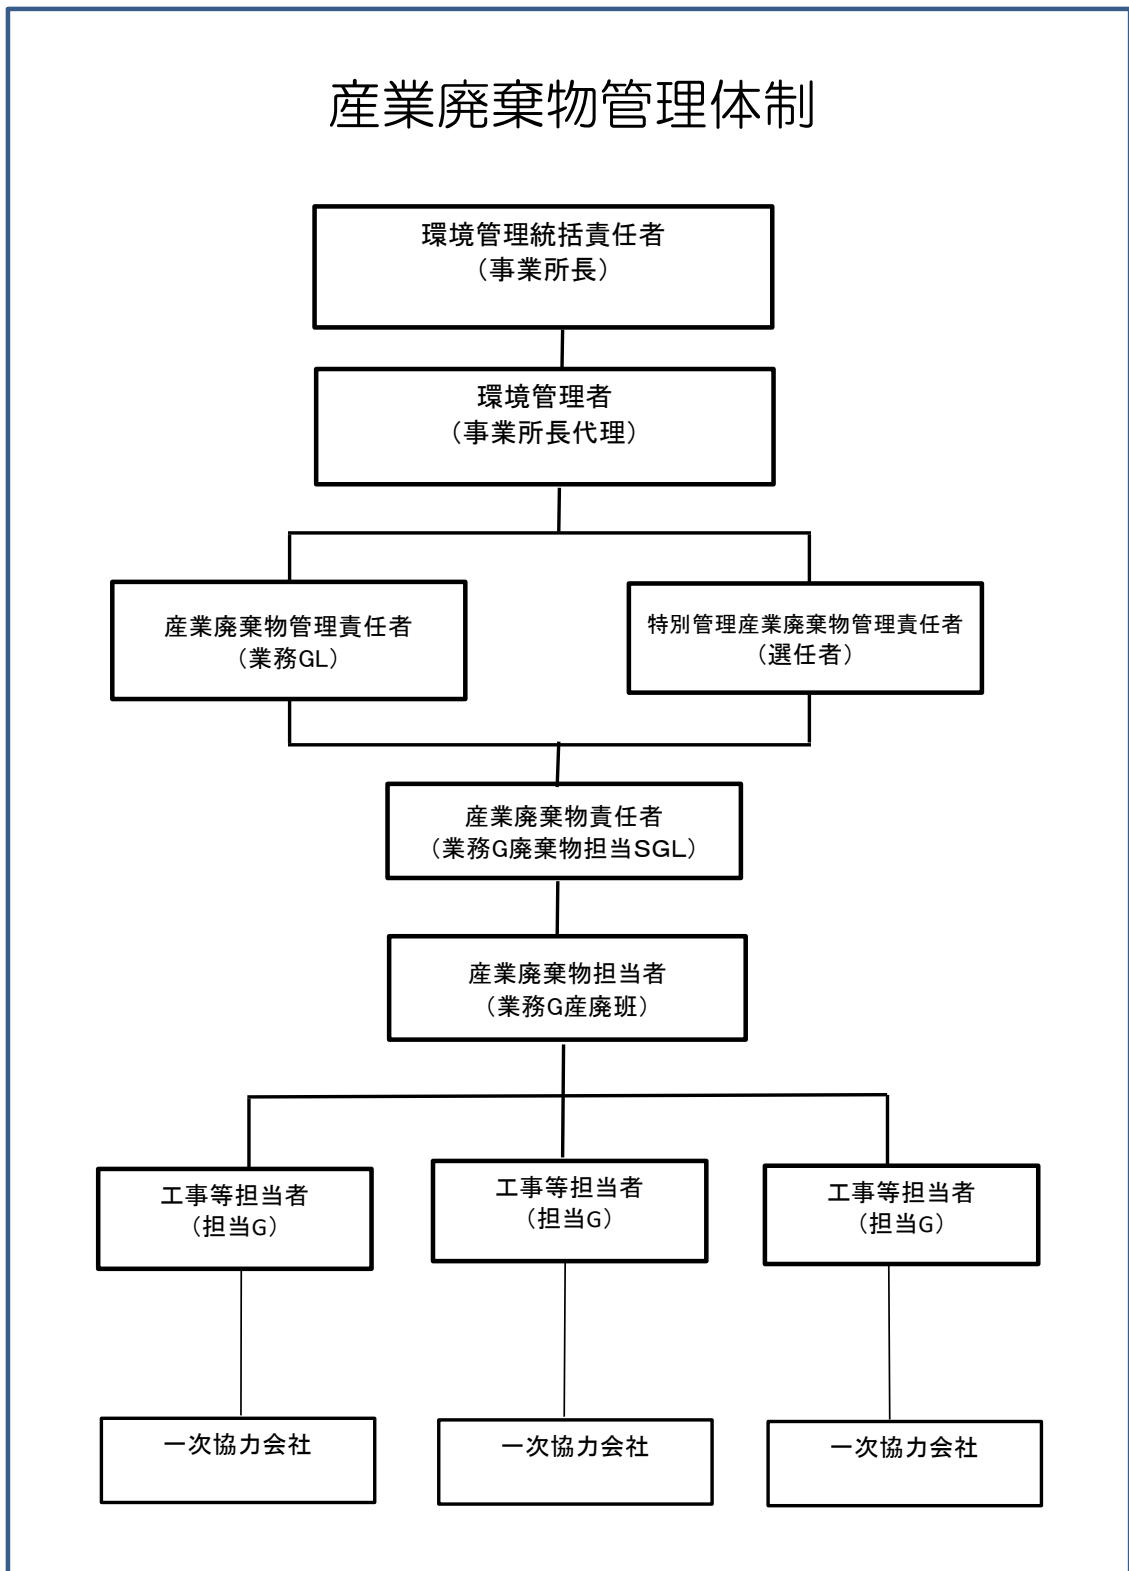 産業廃棄物管理体制
環境管理統括責任者
（事業所長）
環境管理者
（事業所長代理）
産業廃棄物管理責任者
（業務GL）
特別管理産業廃棄物管理責任者
（選任者）
産業廃棄物責任者
（業務G廃棄物担当SGL）
産業廃棄物担当者
（業務G産廃班）
工事等担当者
（担当G）
工事等担当者
（担当G）
工事等担当者
（担当G）
一次協力会社
一次協力会社
一次協力会社